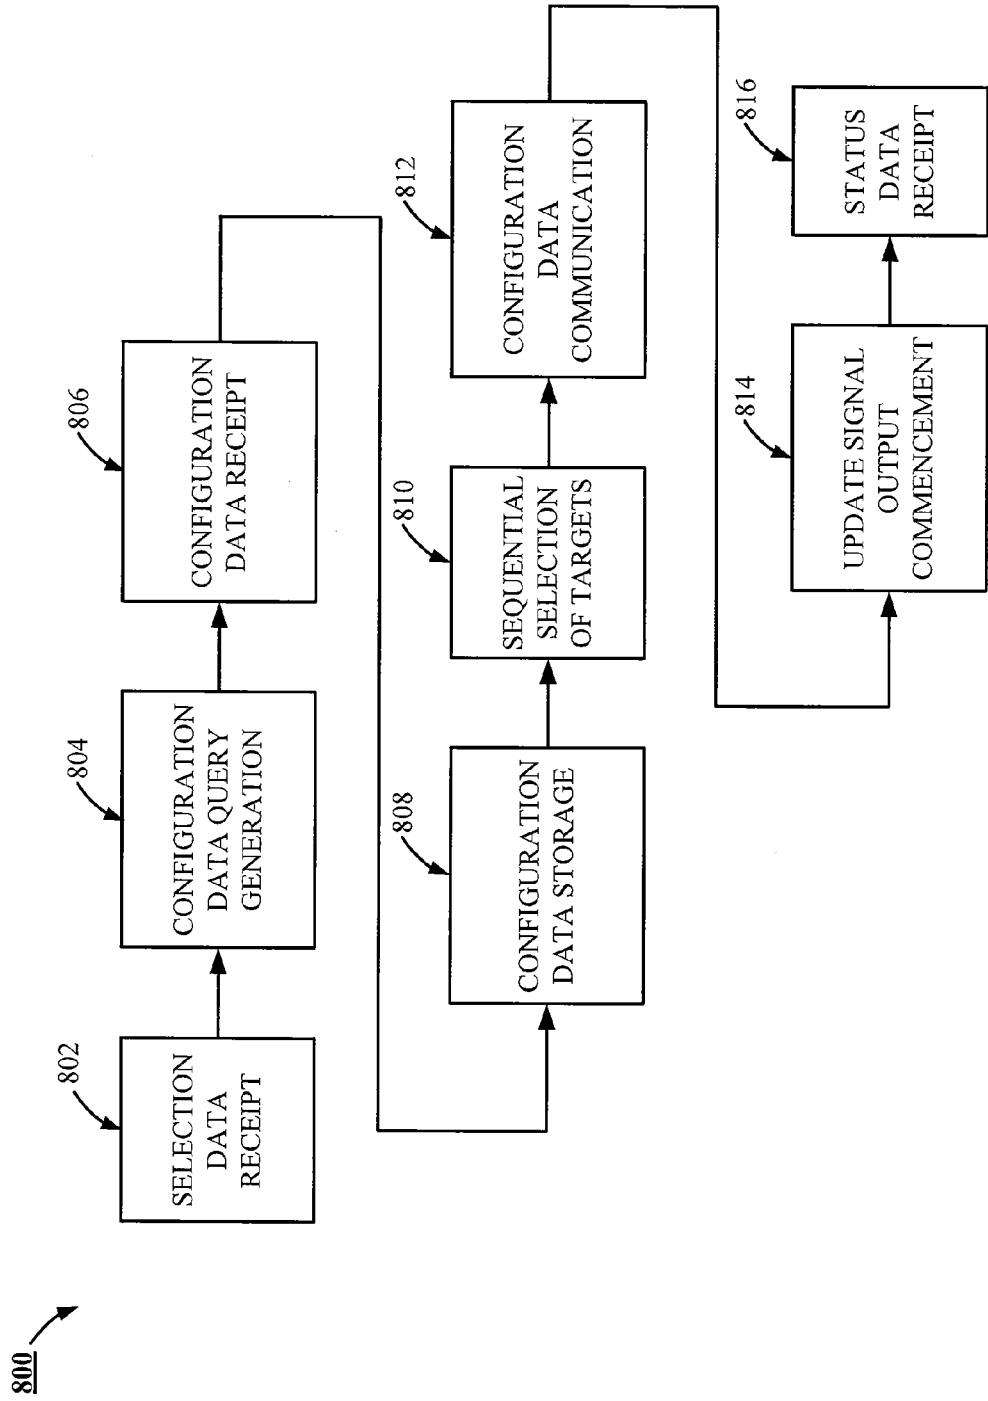 800
802
SELECTION
DATA
RECEIPT
804
CONFIGURATION
DATA QUERY
GENERATION
806
CONFIGURATION
DATA RECEIPT
808
CONFIGURATION
DATA STORAGE
810
SEQUENTIAL
SELECTION
OF TARGETS
812
CONFIGURATION
DATA
COMMUNICATION
814
UPDATE SIGNAL
OUTPUT
COMMENCEMENT
816
STATUS
DATA
RECEIPT